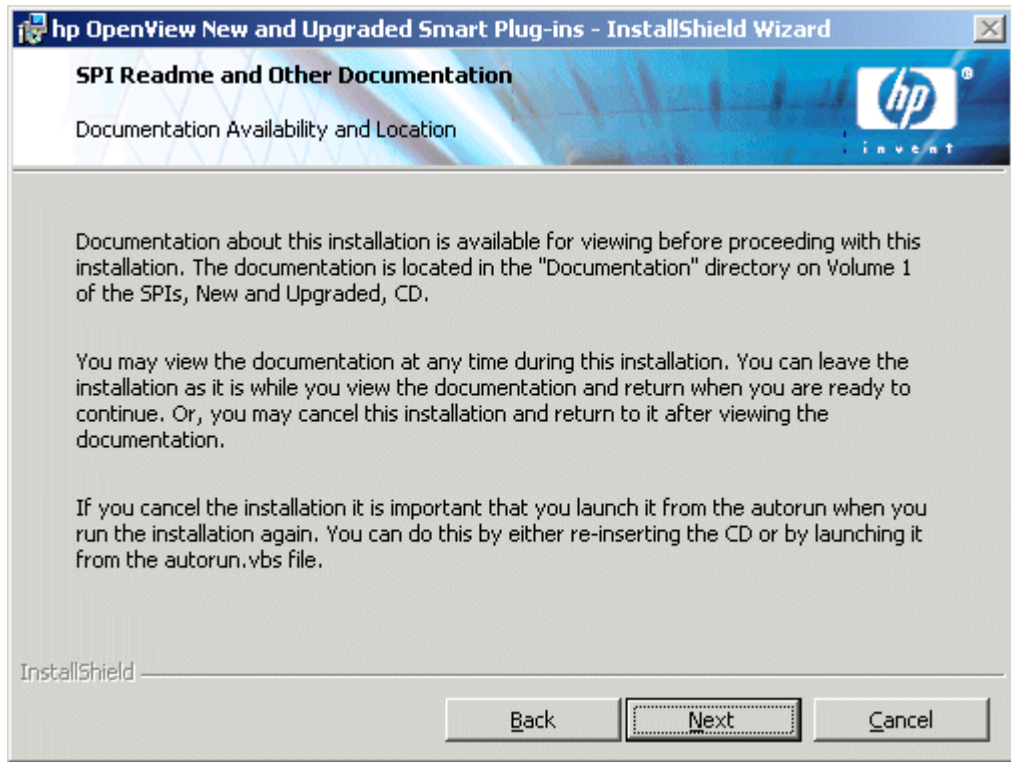 hp OpenView New and Upgraded Smart Plug-ins - InstallShield Wizard
SPI Readme and Other Documentation
Documentation Availability and Location
hp
®
invent
Documentation about this installation is available for viewing before proceeding with this
installation. The documentation is located in the "Documentation" directory on Volume 1
of the SPIs, New and Upgraded, CD.
You may view the documentation at any time during this installation. You can leave the
installation as it is while you view the documentation and return when you are ready to
continue. Or, you may cancel this installation and return to it after viewing the
documentation.
If you cancel the installation it is important that you launch it from the autorun when you
run the installation again. You can do this by either re-inserting the CD or by launching it
from the autorun.vbs file.
InstallShield
Back
Next
Cancel